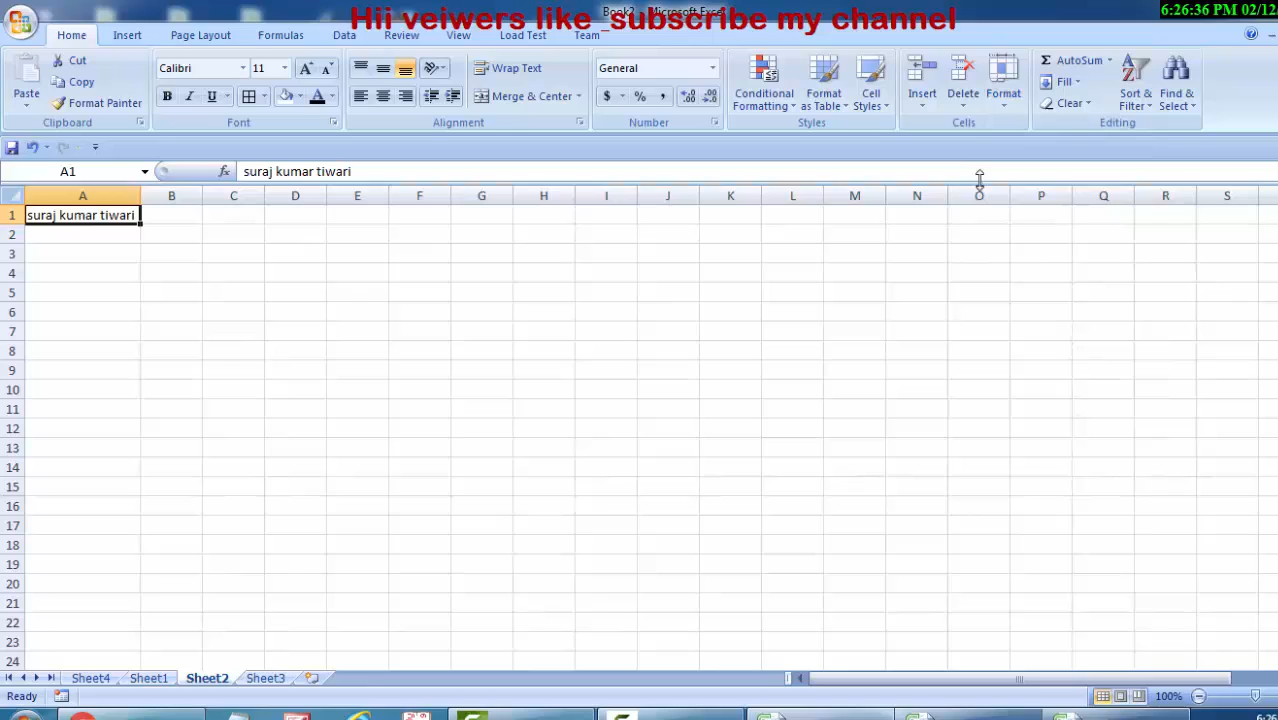 Hii veiwers like _subscribe my channel
6:26:36 PM 02/12
Home Insert Page Layout Formulas Data Review View Load Test Team
Paste
Cut
Copy
Format Painter
Clipboard
Calibri 11
B I U
Font
Wrap Text
Merge & Center
Alignment
General
$ % ,
Number
Conditional Formatting
Format as Table
Cell Styles
Styles
Insert Delete Format
Cells
AutoSum
Fill
Clear
Sort & Filter
Find & Select
Editing
A1 fx suraj kumar tiwari
A B C D E F G H I J K L M N O P Q R S
1 suraj kumar tiwari
2
3
4
5
6
7
8
9
10
11
12
13
14
15
16
17
18
19
20
21
22
23
24
Sheet4 Sheet1 Sheet2 Sheet3
Ready 100%